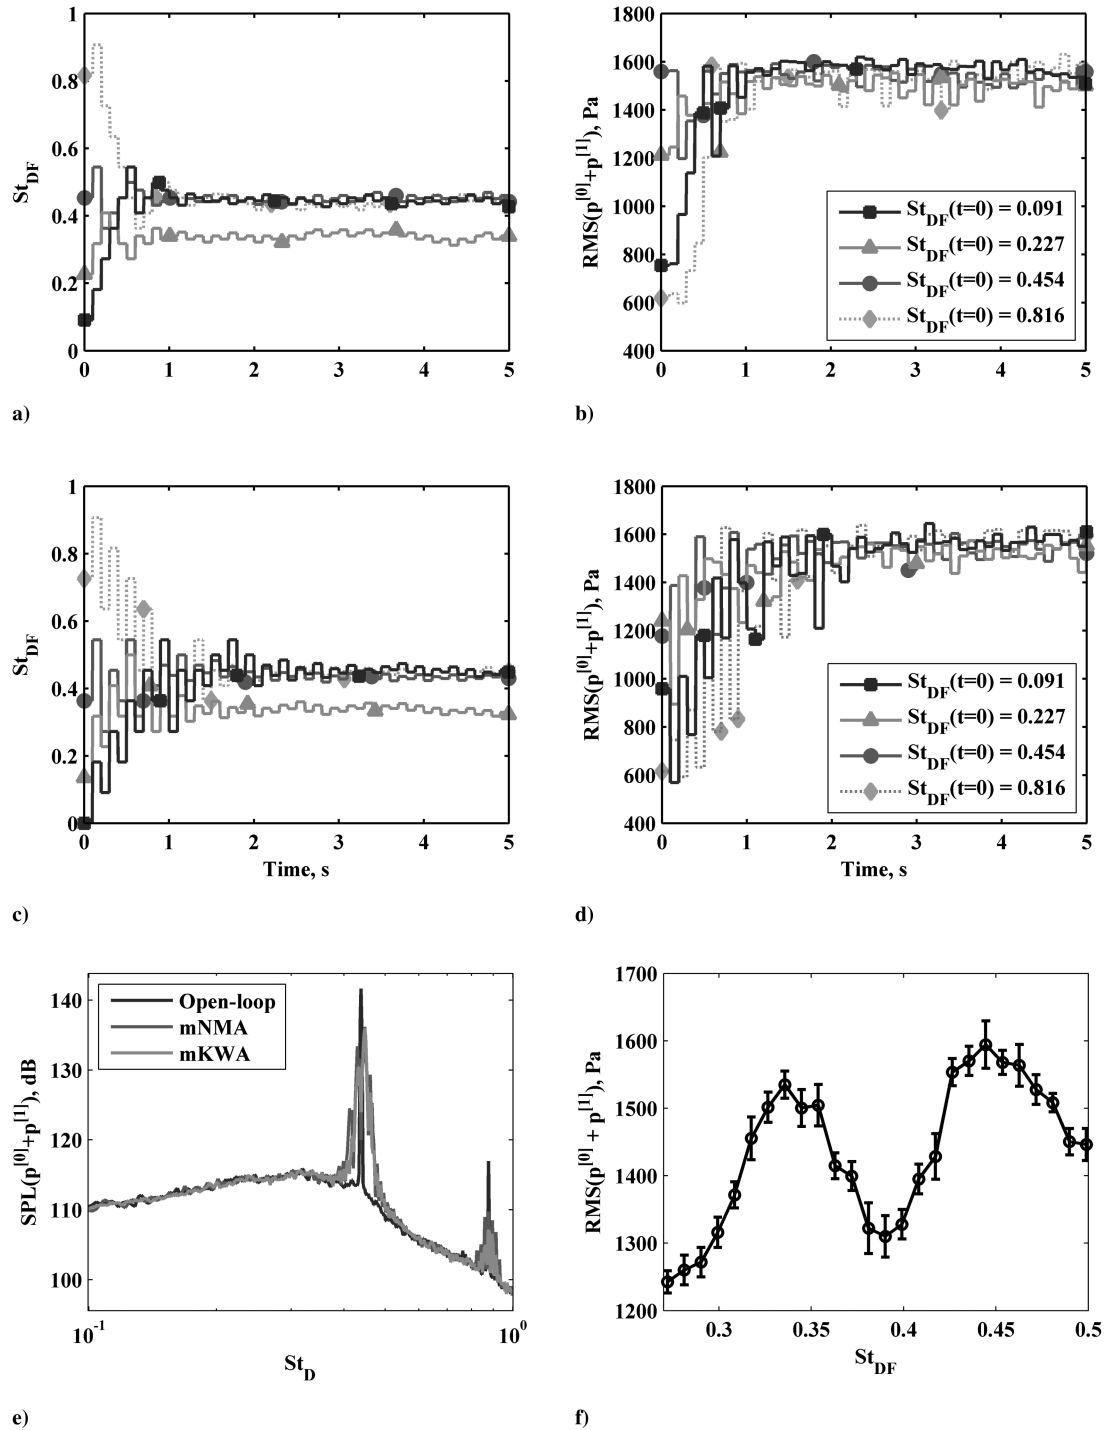 1
0.8
0.6
0.4
0.2
0
St_DF
0 1 2 3 4 5
a)
1800
1600
1400
1200
1000
800
600
400
RMS(p^[0]+p^[1]), Pa
St_DF(t=0) = 0.091
St_DF(t=0) = 0.227
St_DF(t=0) = 0.454
St_DF(t=0) = 0.816
0 1 2 3 4 5
b)
1
0.8
0.6
0.4
0.2
0
St_DF
0 1 2 3 4 5
Time, s
c)
1800
1600
1400
1200
1000
800
600
400
RMS(p^[0]+p^[1]), Pa
St_DF(t=0) = 0.091
St_DF(t=0) = 0.227
St_DF(t=0) = 0.454
St_DF(t=0) = 0.816
0 1 2 3 4 5
Time, s
d)
140
130
120
110
100
SPL(p^[0]+p^[1]), dB
Open-loop
mNMA
mKWA
10^-1 10^0
St_D
e)
1700
1600
1500
1400
1300
1200
RMS(p^[0] + p^[1]), Pa
0.3 0.35 0.4 0.45 0.5
St_DF
f)